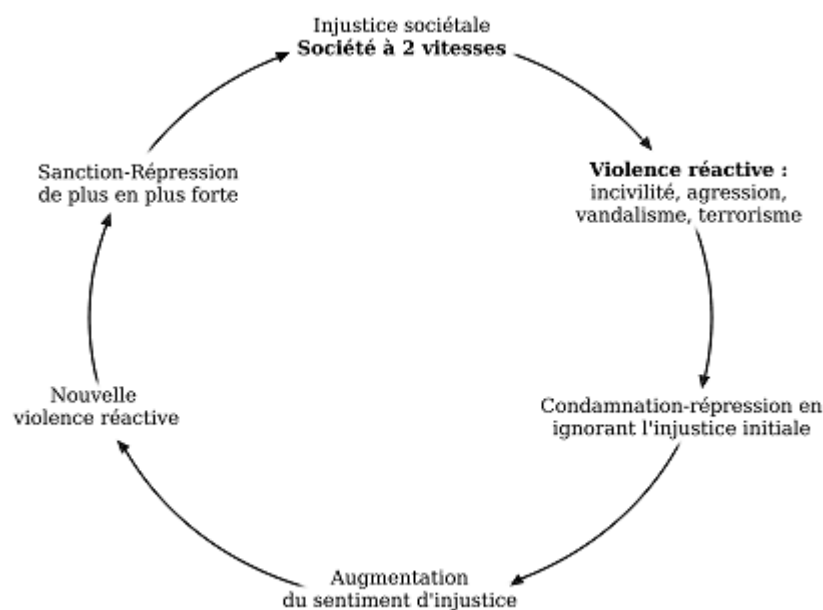 Injustice sociétale
Société à 2 vitesses
Violence réactive :
incivilité, agression,
vandalisme, terrorisme
Condamnation-répression en
ignorant l'injustice initiale
Augmentation
du sentiment d'injustice
Nouvelle
violence réactive
Sanction-Répression
de plus en plus forte